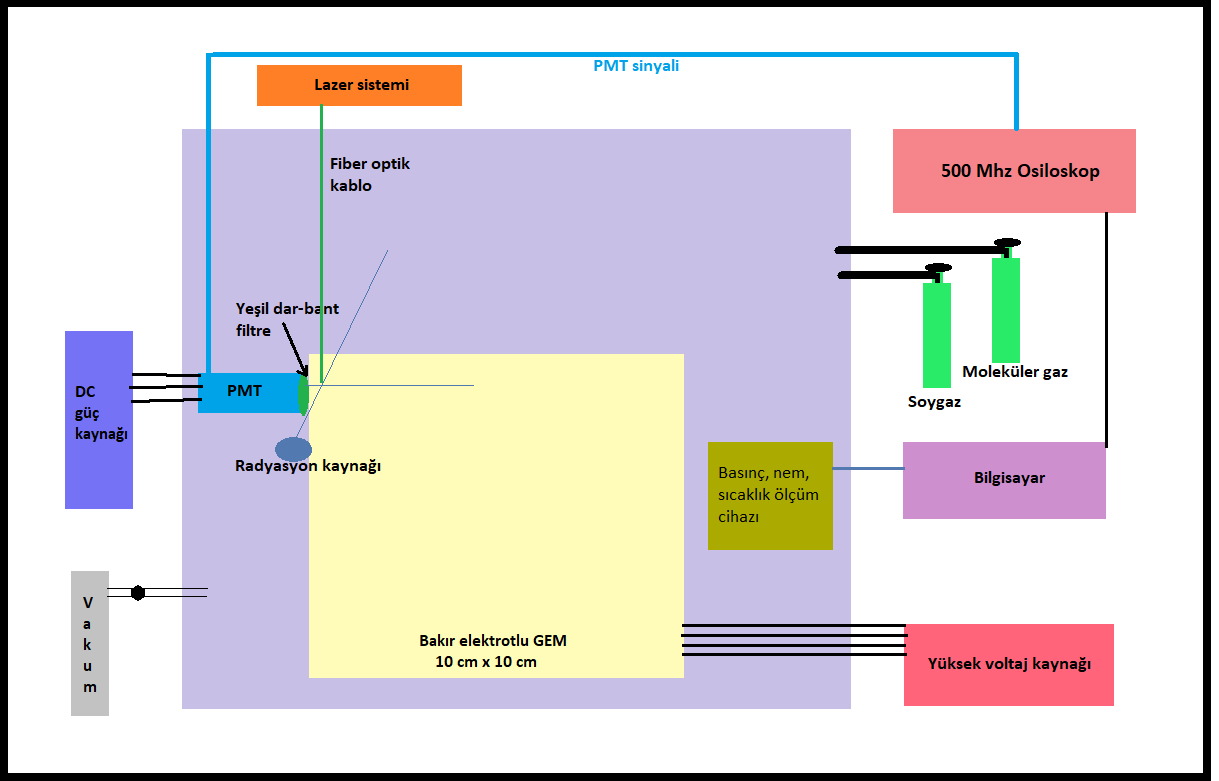 PMT sinyali
Lazer sistemi
Fiber optik
kablo
500 Mhz Osiloskop
Yeşil dar-bant
filtre
DC
güç
kaynağı
PMT
Moleküler gaz
Soygaz
Radyasyon kaynağı
Basınç, nem,
sıcaklık ölçüm
cihazı
Bilgisayar
V
a
k
u
m
Bakır elektrotlu GEM
10 cm x 10 cm
Yüksek voltaj kaynağı